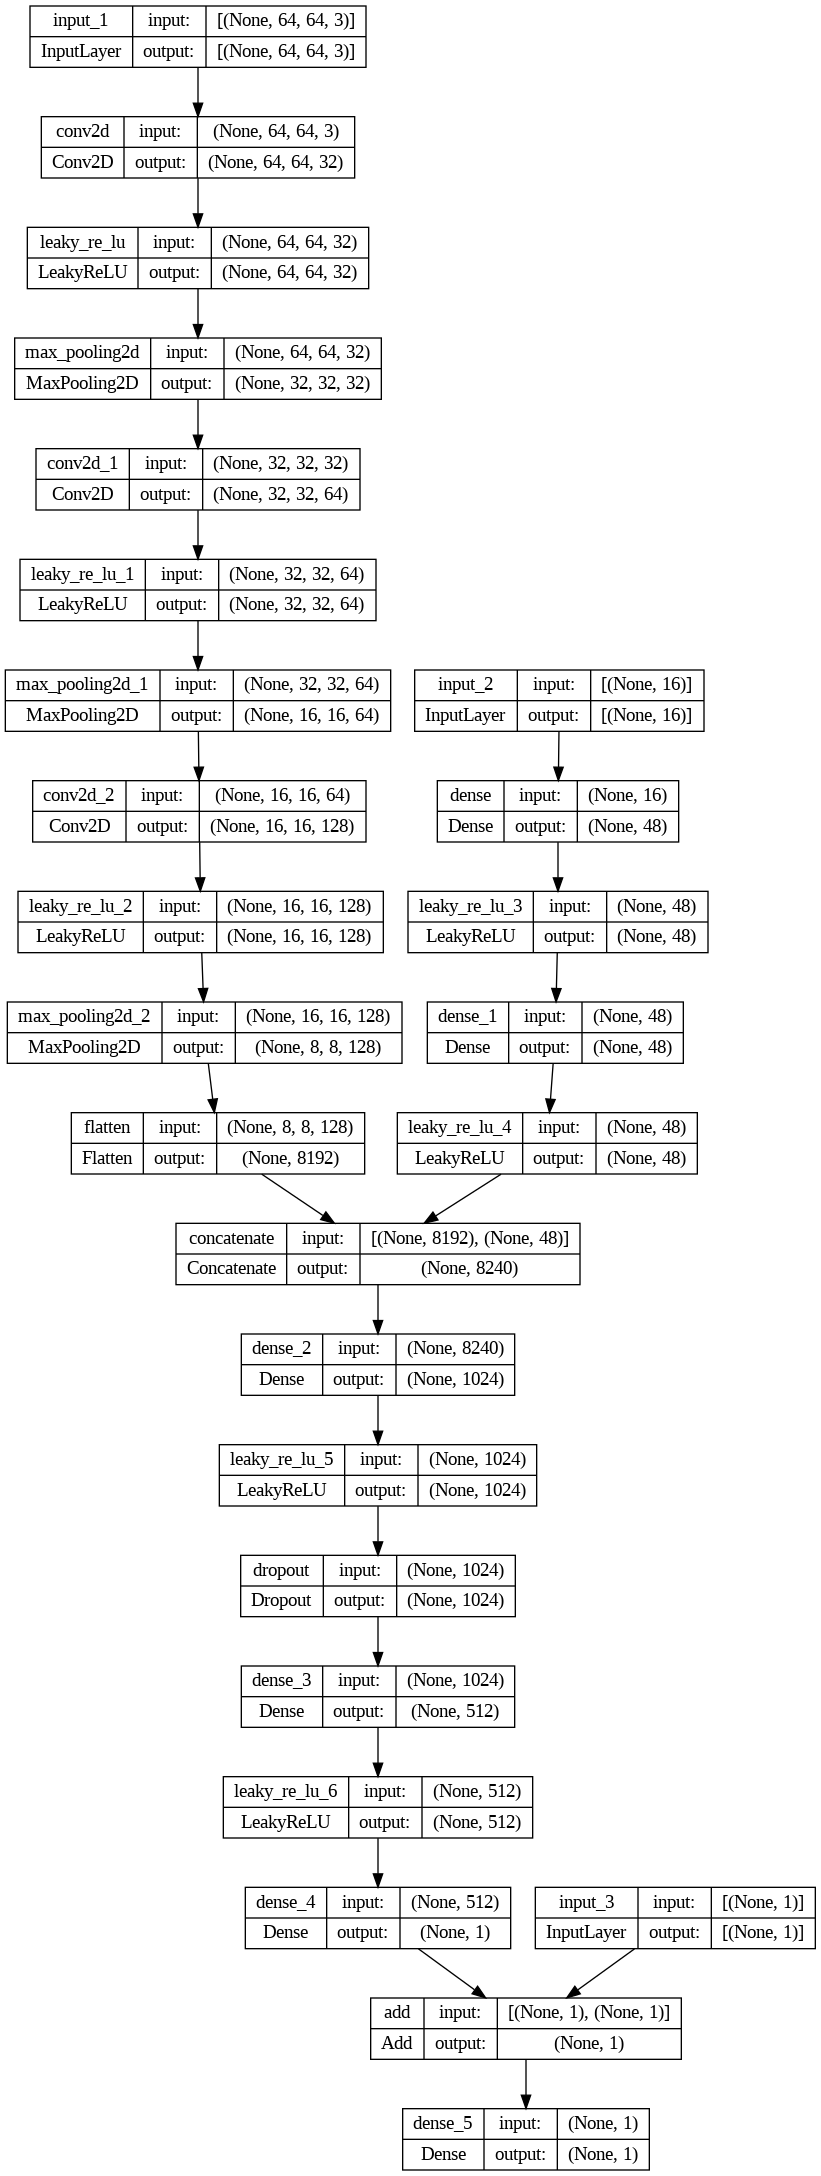 input_1 input: [(None, 64, 64, 3)]
InputLayer output: [(None, 64, 64, 3)]
conv2d input: (None, 64, 64, 3)
Conv2D output: (None, 64, 64, 32)
leaky_re_lu input: (None, 64, 64, 32)
LeakyReLU output: (None, 64, 64, 32)
max_pooling2d input: (None, 64, 64, 32)
MaxPooling2D output: (None, 32, 32, 32)
conv2d_1 input: (None, 32, 32, 32)
Conv2D output: (None, 32, 32, 64)
leaky_re_lu_1 input: (None, 32, 32, 64)
LeakyReLU output: (None, 32, 32, 64)
max_pooling2d_1 input: (None, 32, 32, 64)
MaxPooling2D output: (None, 16, 16, 64)
input_2 input: [(None, 16)]
InputLayer output: [(None, 16)]
conv2d_2 input: (None, 16, 16, 64)
Conv2D output: (None, 16, 16, 128)
dense input: (None, 16)
Dense output: (None, 48)
leaky_re_lu_2 input: (None, 16, 16, 128)
LeakyReLU output: (None, 16, 16, 128)
leaky_re_lu_3 input: (None, 48)
LeakyReLU output: (None, 48)
max_pooling2d_2 input: (None, 16, 16, 128)
MaxPooling2D output: (None, 8, 8, 128)
dense_1 input: (None, 48)
Dense output: (None, 48)
flatten input: (None, 8, 8, 128)
Flatten output: (None, 8192)
leaky_re_lu_4 input: (None, 48)
LeakyReLU output: (None, 48)
concatenate input: [(None, 8192), (None, 48)]
Concatenate output: (None, 8240)
dense_2 input: (None, 8240)
Dense output: (None, 1024)
leaky_re_lu_5 input: (None, 1024)
LeakyReLU output: (None, 1024)
dropout input: (None, 1024)
Dropout output: (None, 1024)
dense_3 input: (None, 1024)
Dense output: (None, 512)
leaky_re_lu_6 input: (None, 512)
LeakyReLU output: (None, 512)
dense_4 input: (None, 512)
Dense output: (None, 1)
input_3 input: [(None, 1)]
InputLayer output: [(None, 1)]
add input: [(None, 1), (None, 1)]
Add output: (None, 1)
dense_5 input: (None, 1)
Dense output: (None, 1)